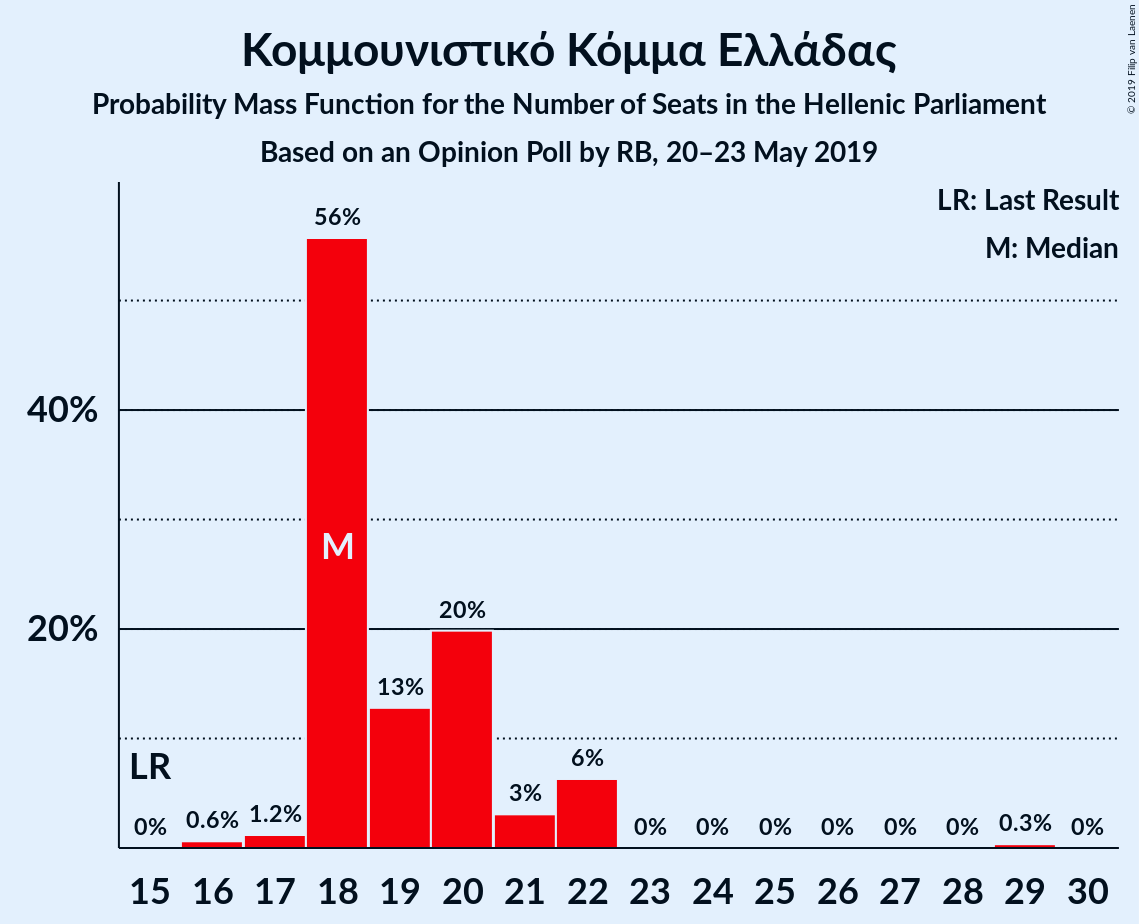 Κομμουνιστικό Κόμμα Ελλάδας
Probability Mass Function for the Number of Seats in the Hellenic Parliament
Based on an Opinion Poll by RB, 20–23 May 2019
© 2019 Filip van Laenen
LR: Last Result
M: Median
56%
40%
M
20%
20%
13%
LR
6%
3%
0%
0.6%
1.2%
0%
0%
0%
0%
0%
0%
0.3%
0%
15 16 17 18 19 20 21 22 23 24 25 26 27 28 29 30